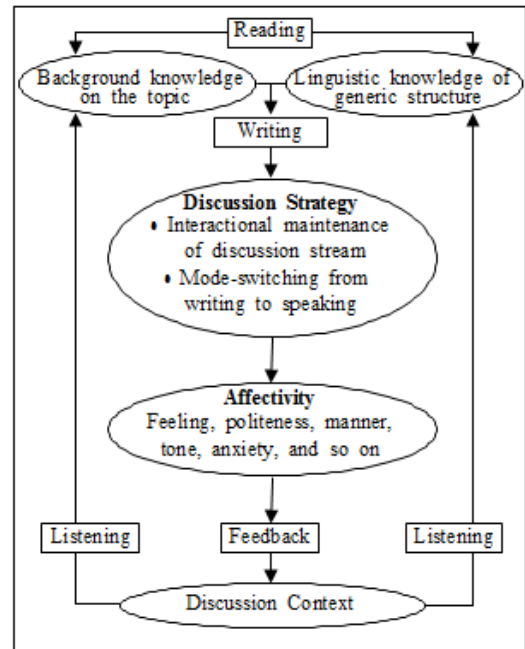 Reading
Background knowledge
on the topic
Linguistic knowledge of
generic structure
Writing
Discussion Strategy
• Interactional maintenance
of discussion stream
• Mode-switching from
writing to speaking
Affectivity
Feeling, politeness, manner,
tone, anxiety, and so on
Listening
Feedback
Listening
Discussion Context